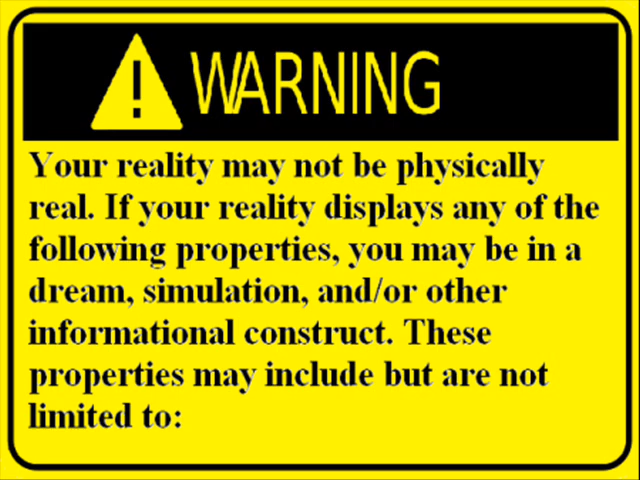 WARNING
Your reality may not be physically
real. If your reality displays any of the
following properties, you may be in a
dream, simulation, and/or other
informational construct. These
properties may include but are not
limited to: